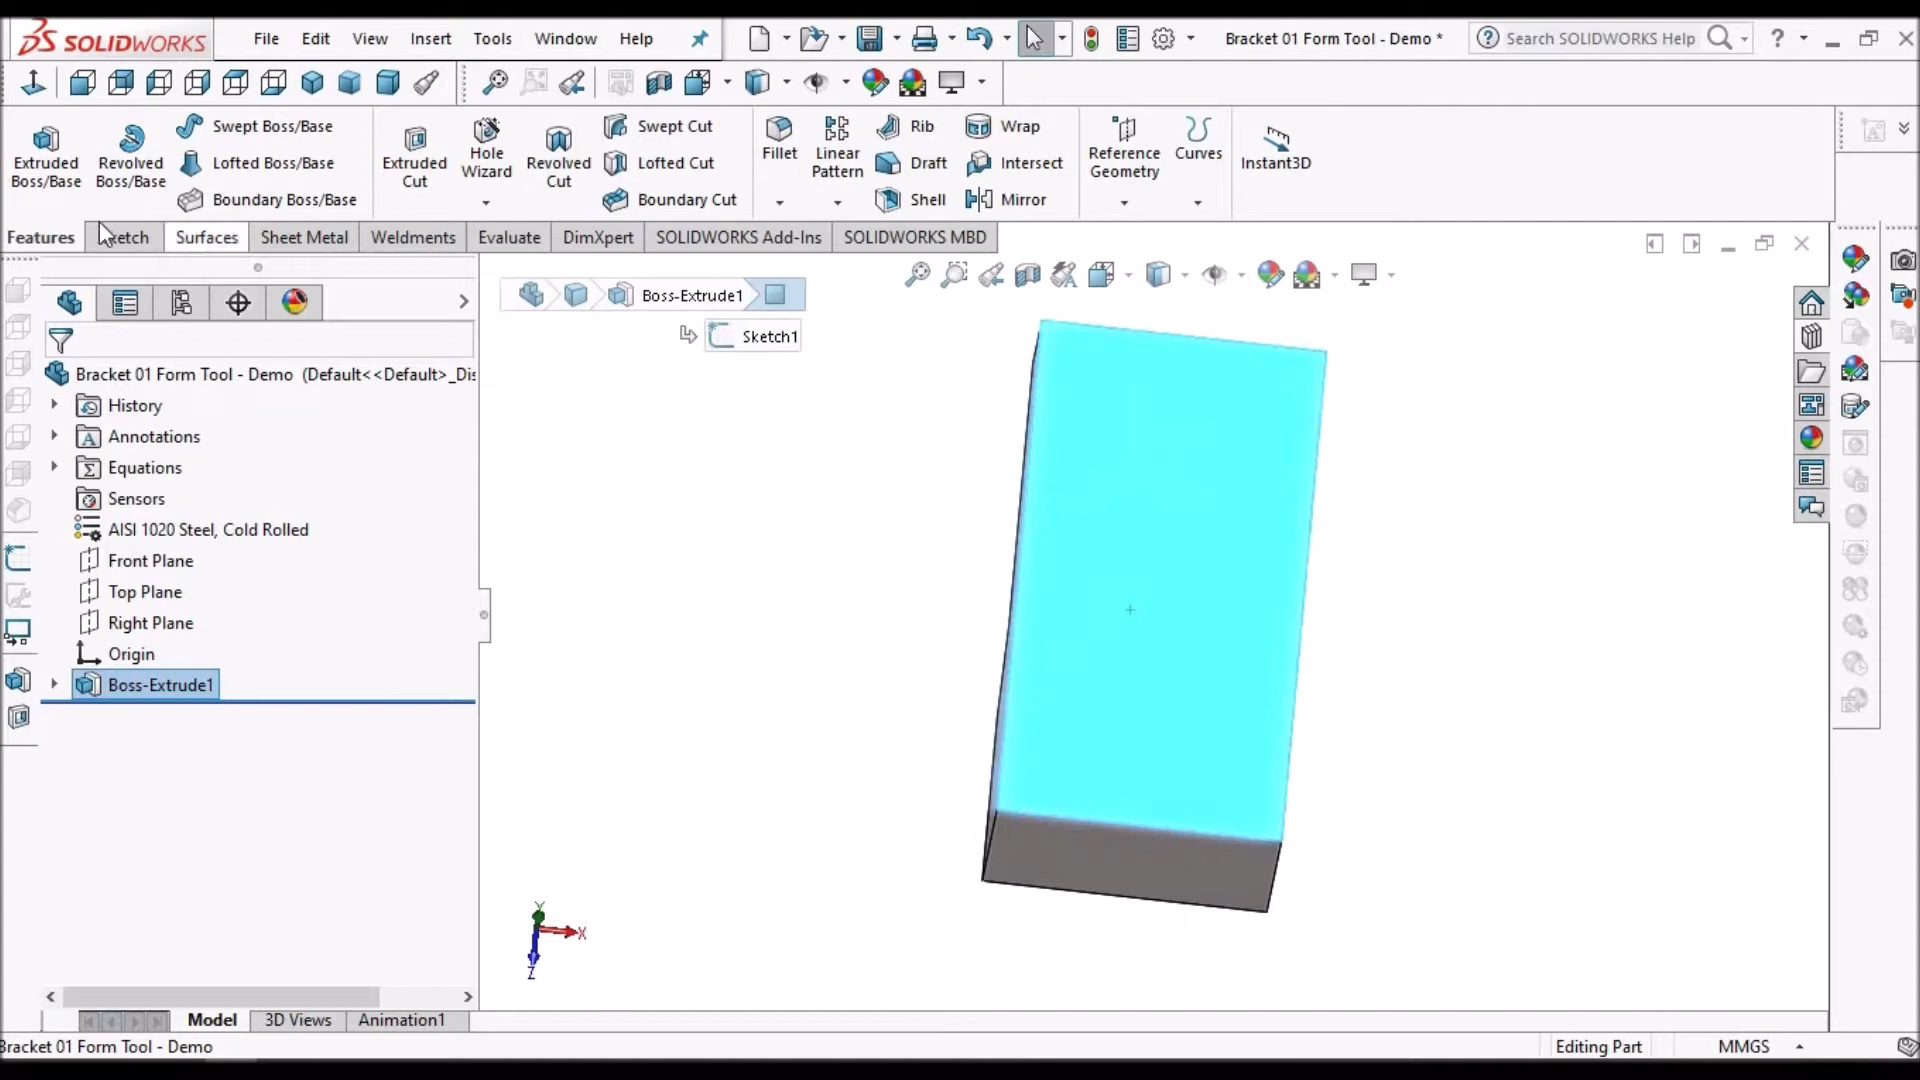 SOLIDWORKS File Edit View Insert Tools Window Help Bracket 01 Form Tool - Demo * Search SOLIDWORKS Help ?
Extruded Boss/Base
Revolved Boss/Base
Swept Boss/Base
Lofted Boss/Base
Boundary Boss/Base
Extruded Cut
Hole Wizard
Revolved Cut
Swept Cut
Lofted Cut
Boundary Cut
Fillet
Linear Pattern
Rib
Draft
Shell
Wrap
Intersect
Mirror
Reference Geometry
Curves
Instant3D
Features Sketch Surfaces Sheet Metal Weldments Evaluate DimXpert SOLIDWORKS Add-Ins SOLIDWORKS MBD
Boss-Extrude1
Sketch1
Bracket 01 Form Tool - Demo (Default<<Default>_Dis
History
Annotations
Equations
Sensors
AISI 1020 Steel, Cold Rolled
Front Plane
Top Plane
Right Plane
Origin
Boss-Extrude1
Y
X
Z
Model 3D Views Animation1
Bracket 01 Form Tool - Demo Editing Part MMGS